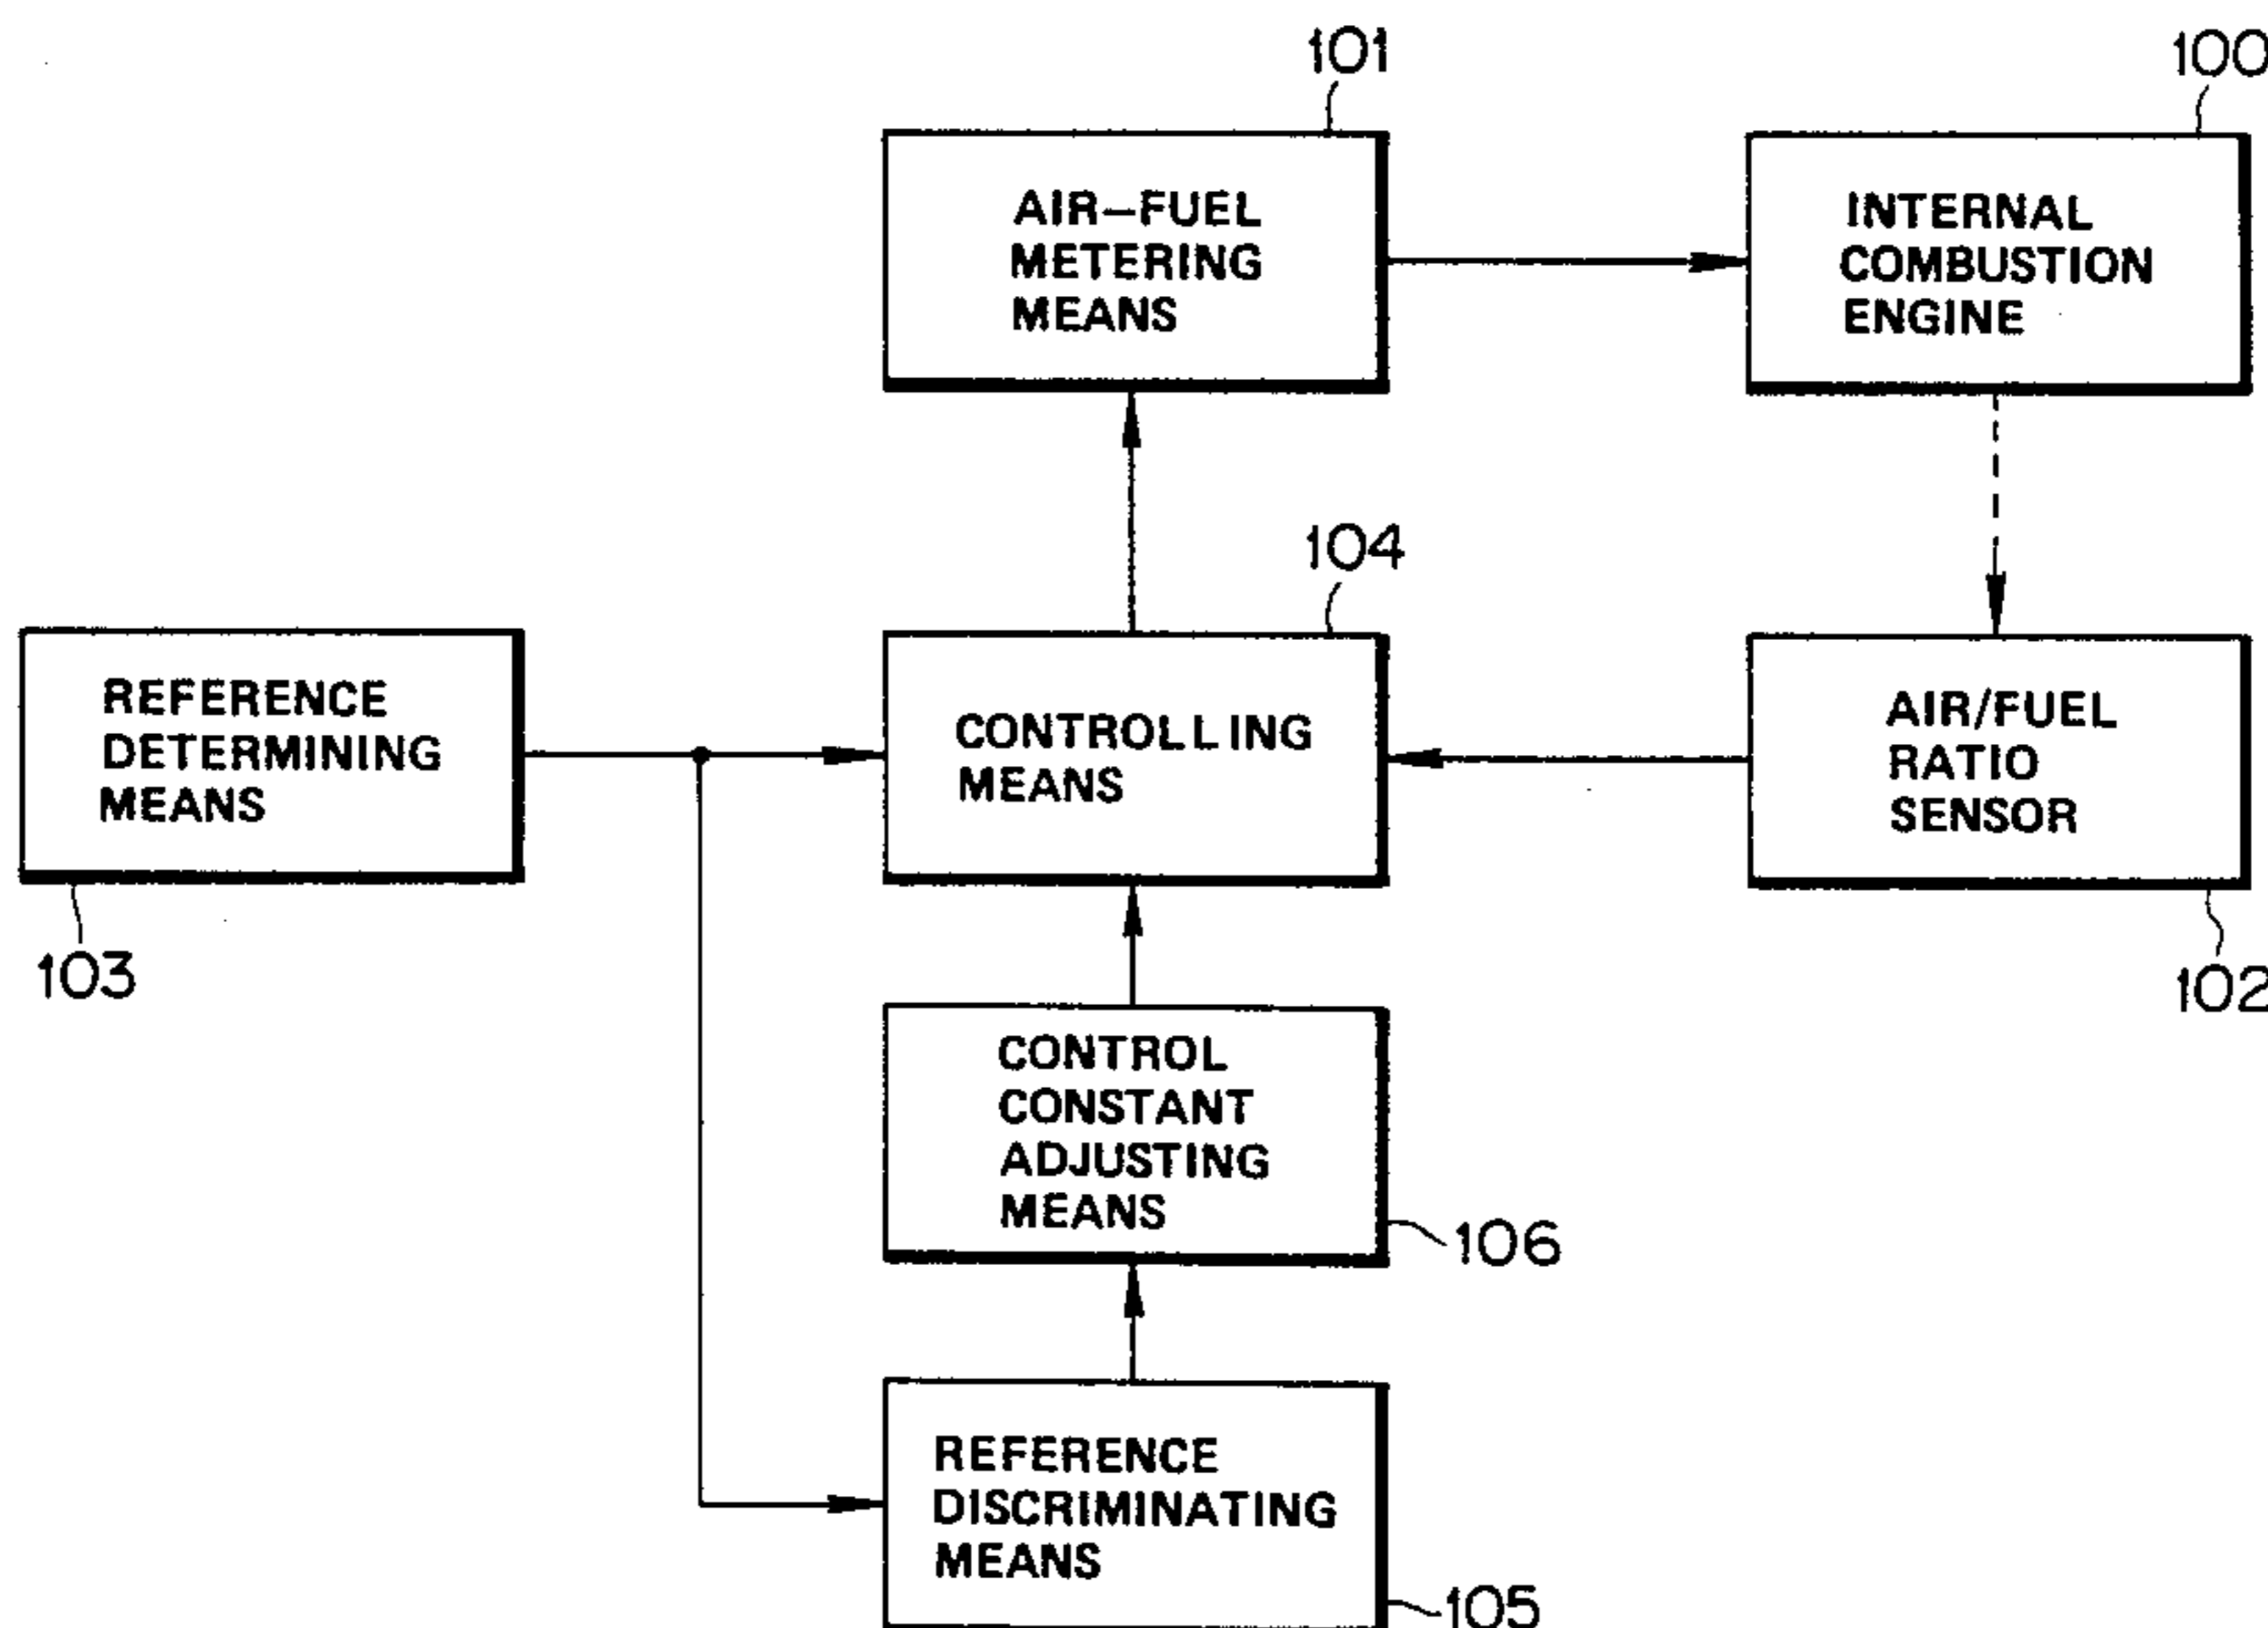 101
100
AIR-FUEL
METERING
MEANS
INTERNAL
COMBUSTION
ENGINE
104
REFERENCE
DETERMINING
MEANS
CONTROLLING
MEANS
AIR/FUEL
RATIO
SENSOR
103
102
CONTROL
CONSTANT
ADJUSTING
MEANS
106
REFERENCE
DISCRIMINATING
MEANS
105